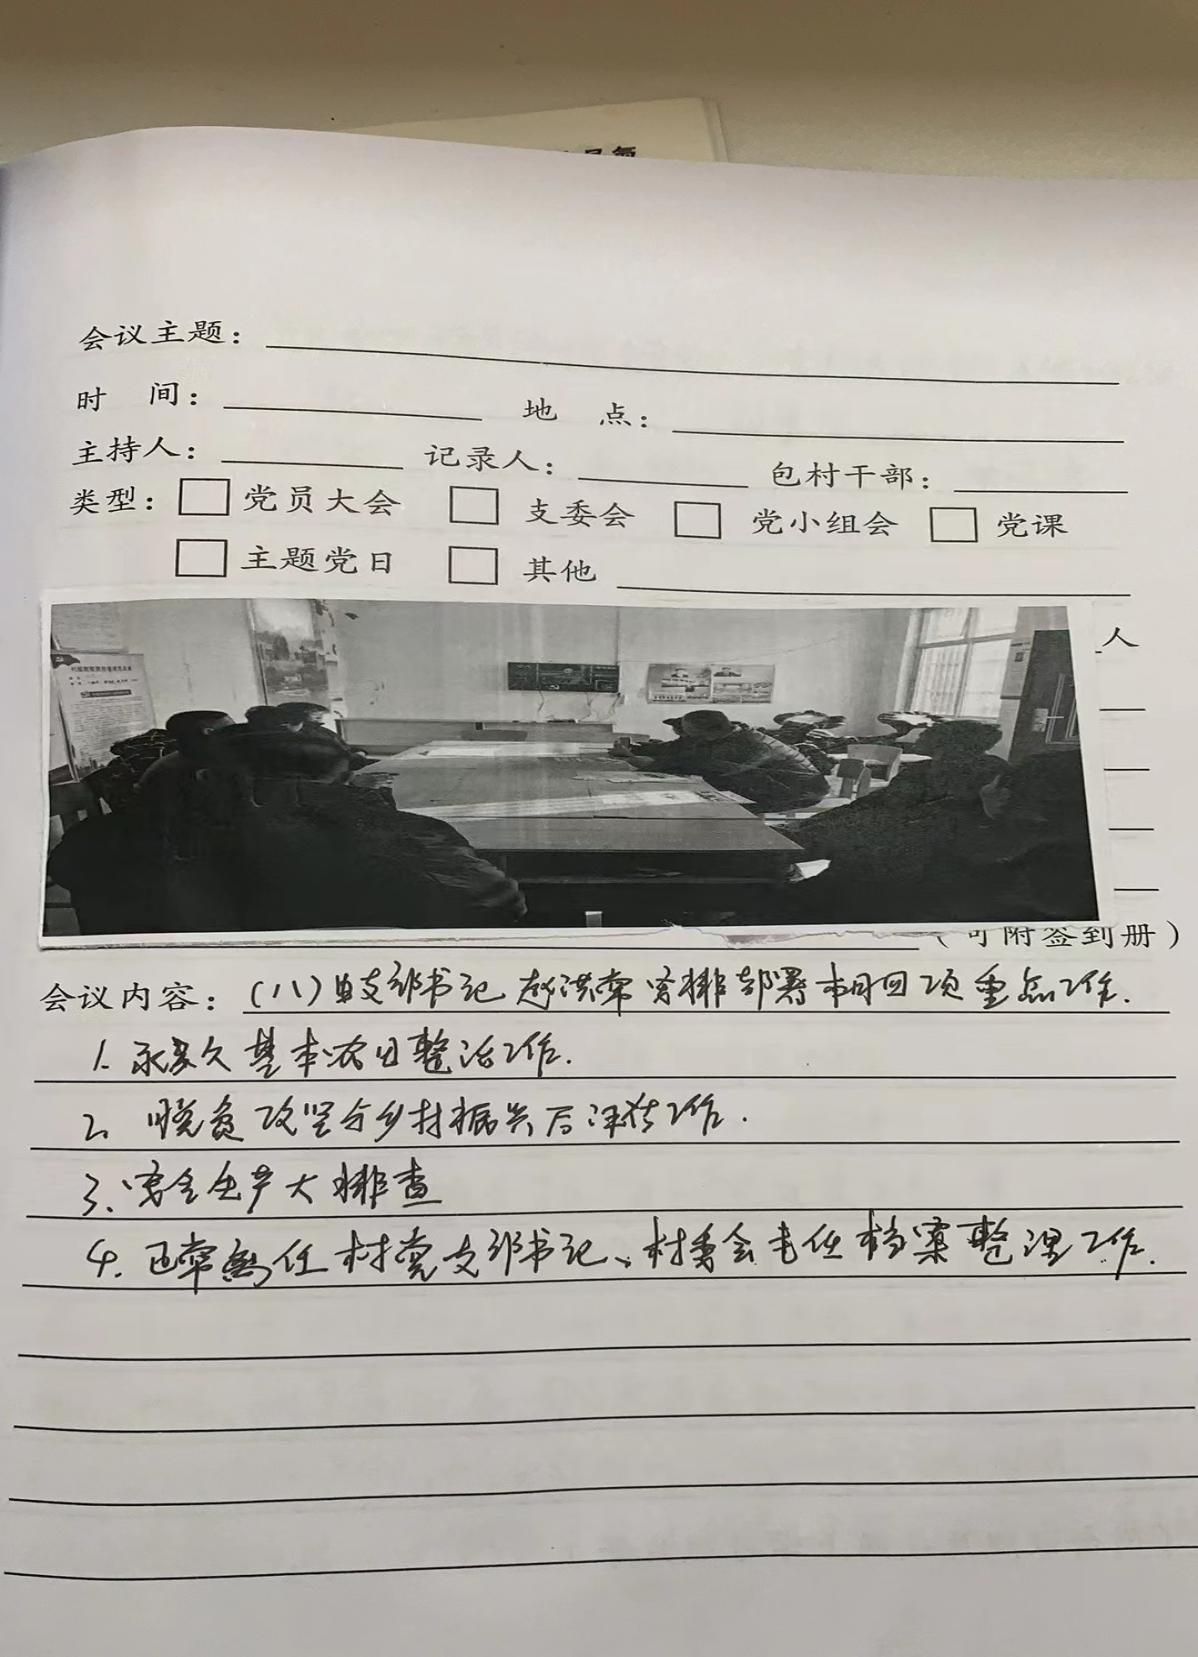 会议主题：
时 间： 地 点：
主持人： 记录人： 包村干部：
类型： 党员大会 支委会 党小组会 党课
主题党日 其他
人
（可附签到册）
会议内容：(八) 支部书记 安排部署本月四项重点工作.
1. 永久基本农田整治工作.
2. 脱贫攻坚与乡村振兴后评估工作.
3. 安全生产大排查
4. 历任村党支部书记、村委会主任档案整理工作.